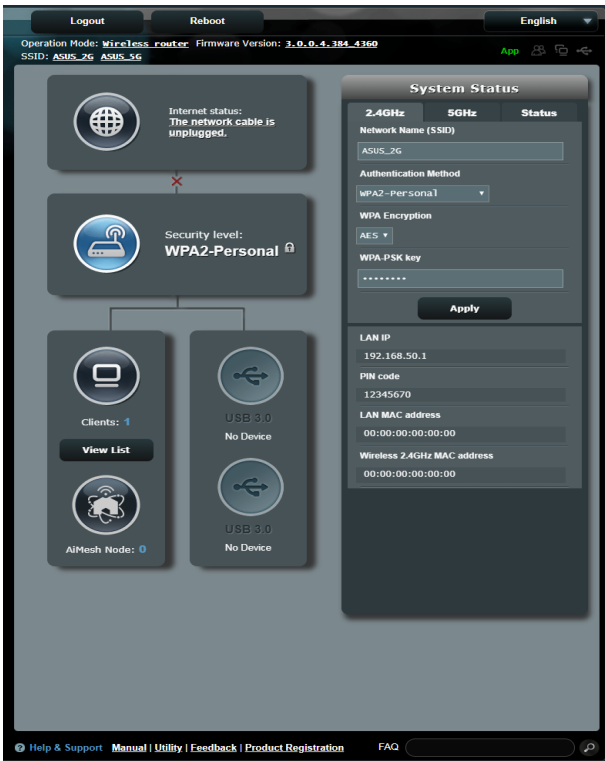 Logout Reboot English
Operation Mode: Wireless router Firmware Version: 3.0.0.4.384_4360
SSID: ASUS_2G ASUS_5G
App
Internet status:
The network cable is
unplugged.
Security level:
WPA2-Personal
Clients: 1
View List
AiMesh Node: 0
USB 3.0
No Device
USB 3.0
No Device
System Status
2.4GHz 5GHz Status
Network Name (SSID)
ASUS_2G
Authentication Method
WPA2-Personal
WPA Encryption
AES
WPA-PSK key
••••••••
Apply
LAN IP
192.168.50.1
PIN code
12345670
LAN MAC address
00:00:00:00:00:00
Wireless 2.4GHz MAC address
00:00:00:00:00:00
Help & Support Manual | Utility | Feedback | Product Registration FAQ